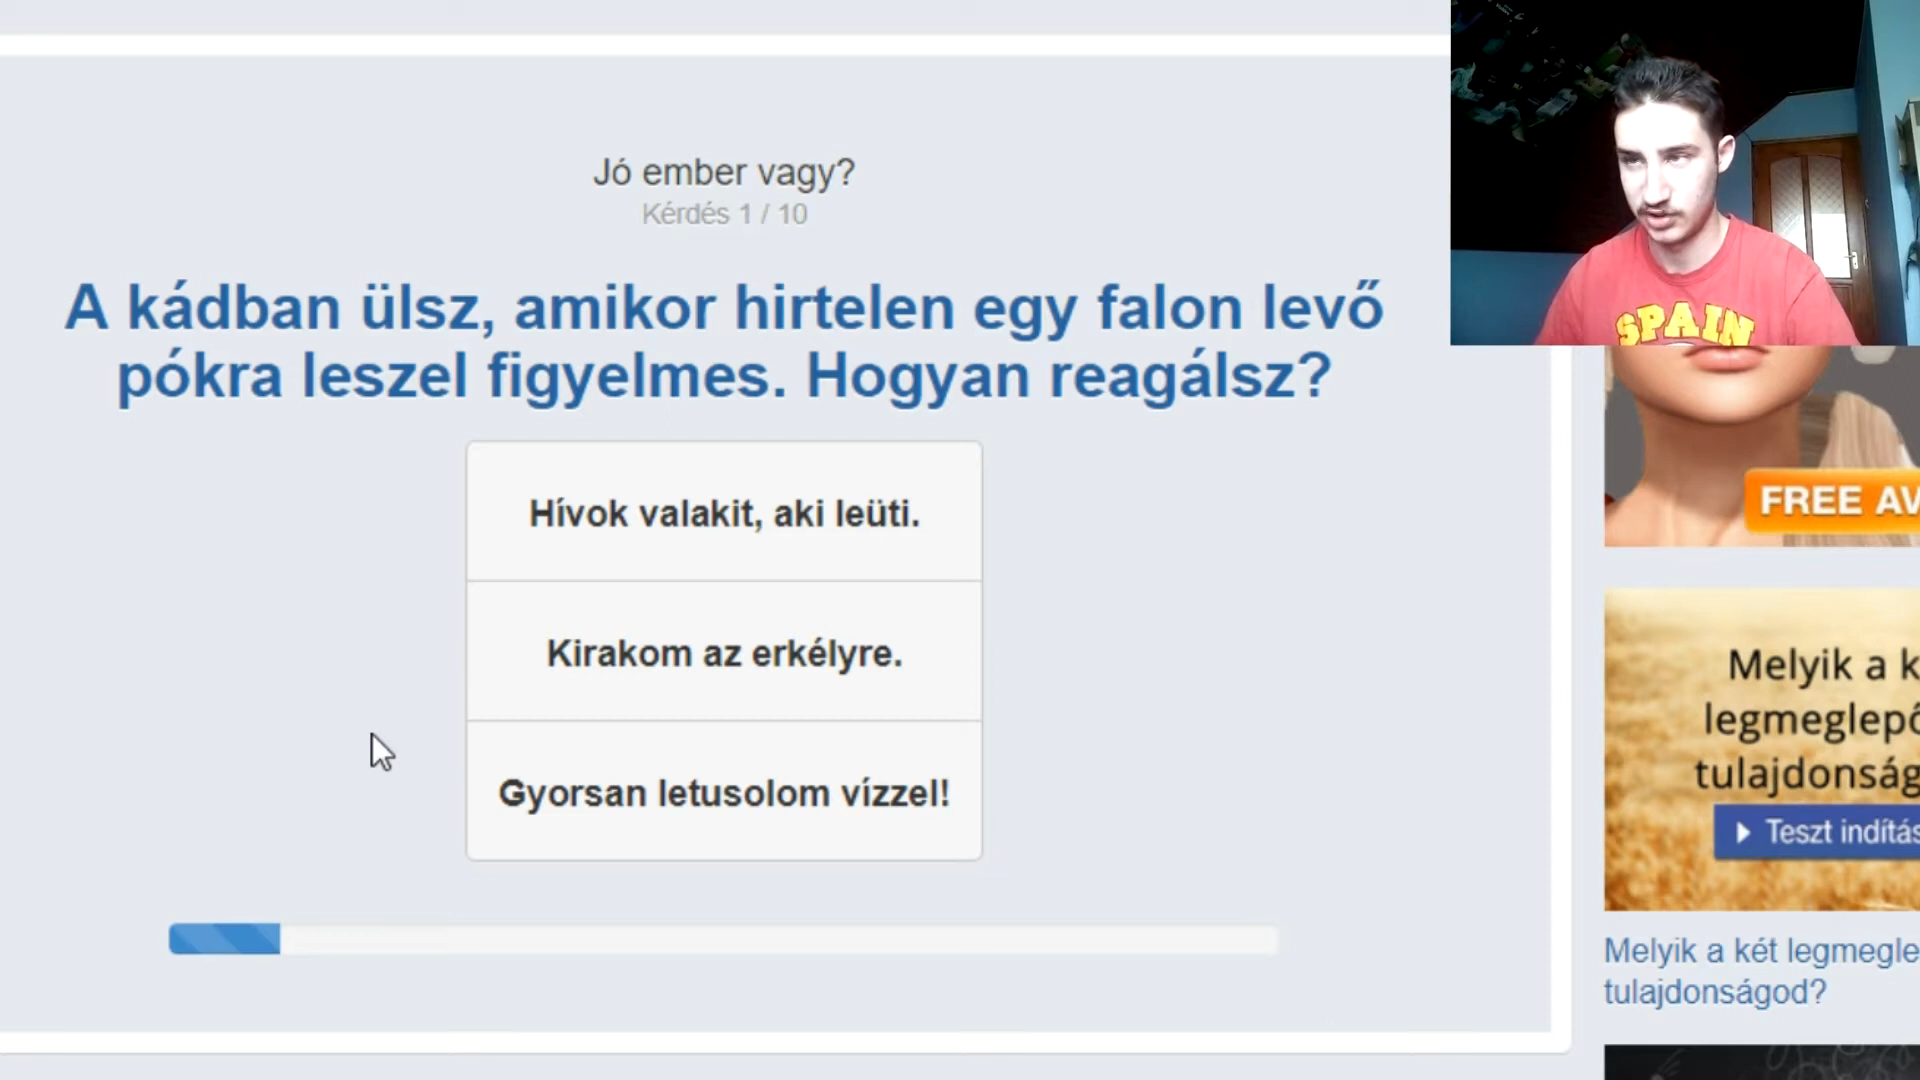 Jó ember vagy?
Kérdés 1 / 10
A kádban ülsz, amikor hirtelen egy falon levő
pókra leszel figyelmes. Hogyan reagálsz?
Hívok valakit, aki leüti.
Kirakom az erkélyre.
Gyorsan letusolom vízzel!
SPAIN
FREE AV
Melyik a k
legmeglepő
tulajdonság
Teszt indítás
Melyik a két legmegle
tulajdonságod?